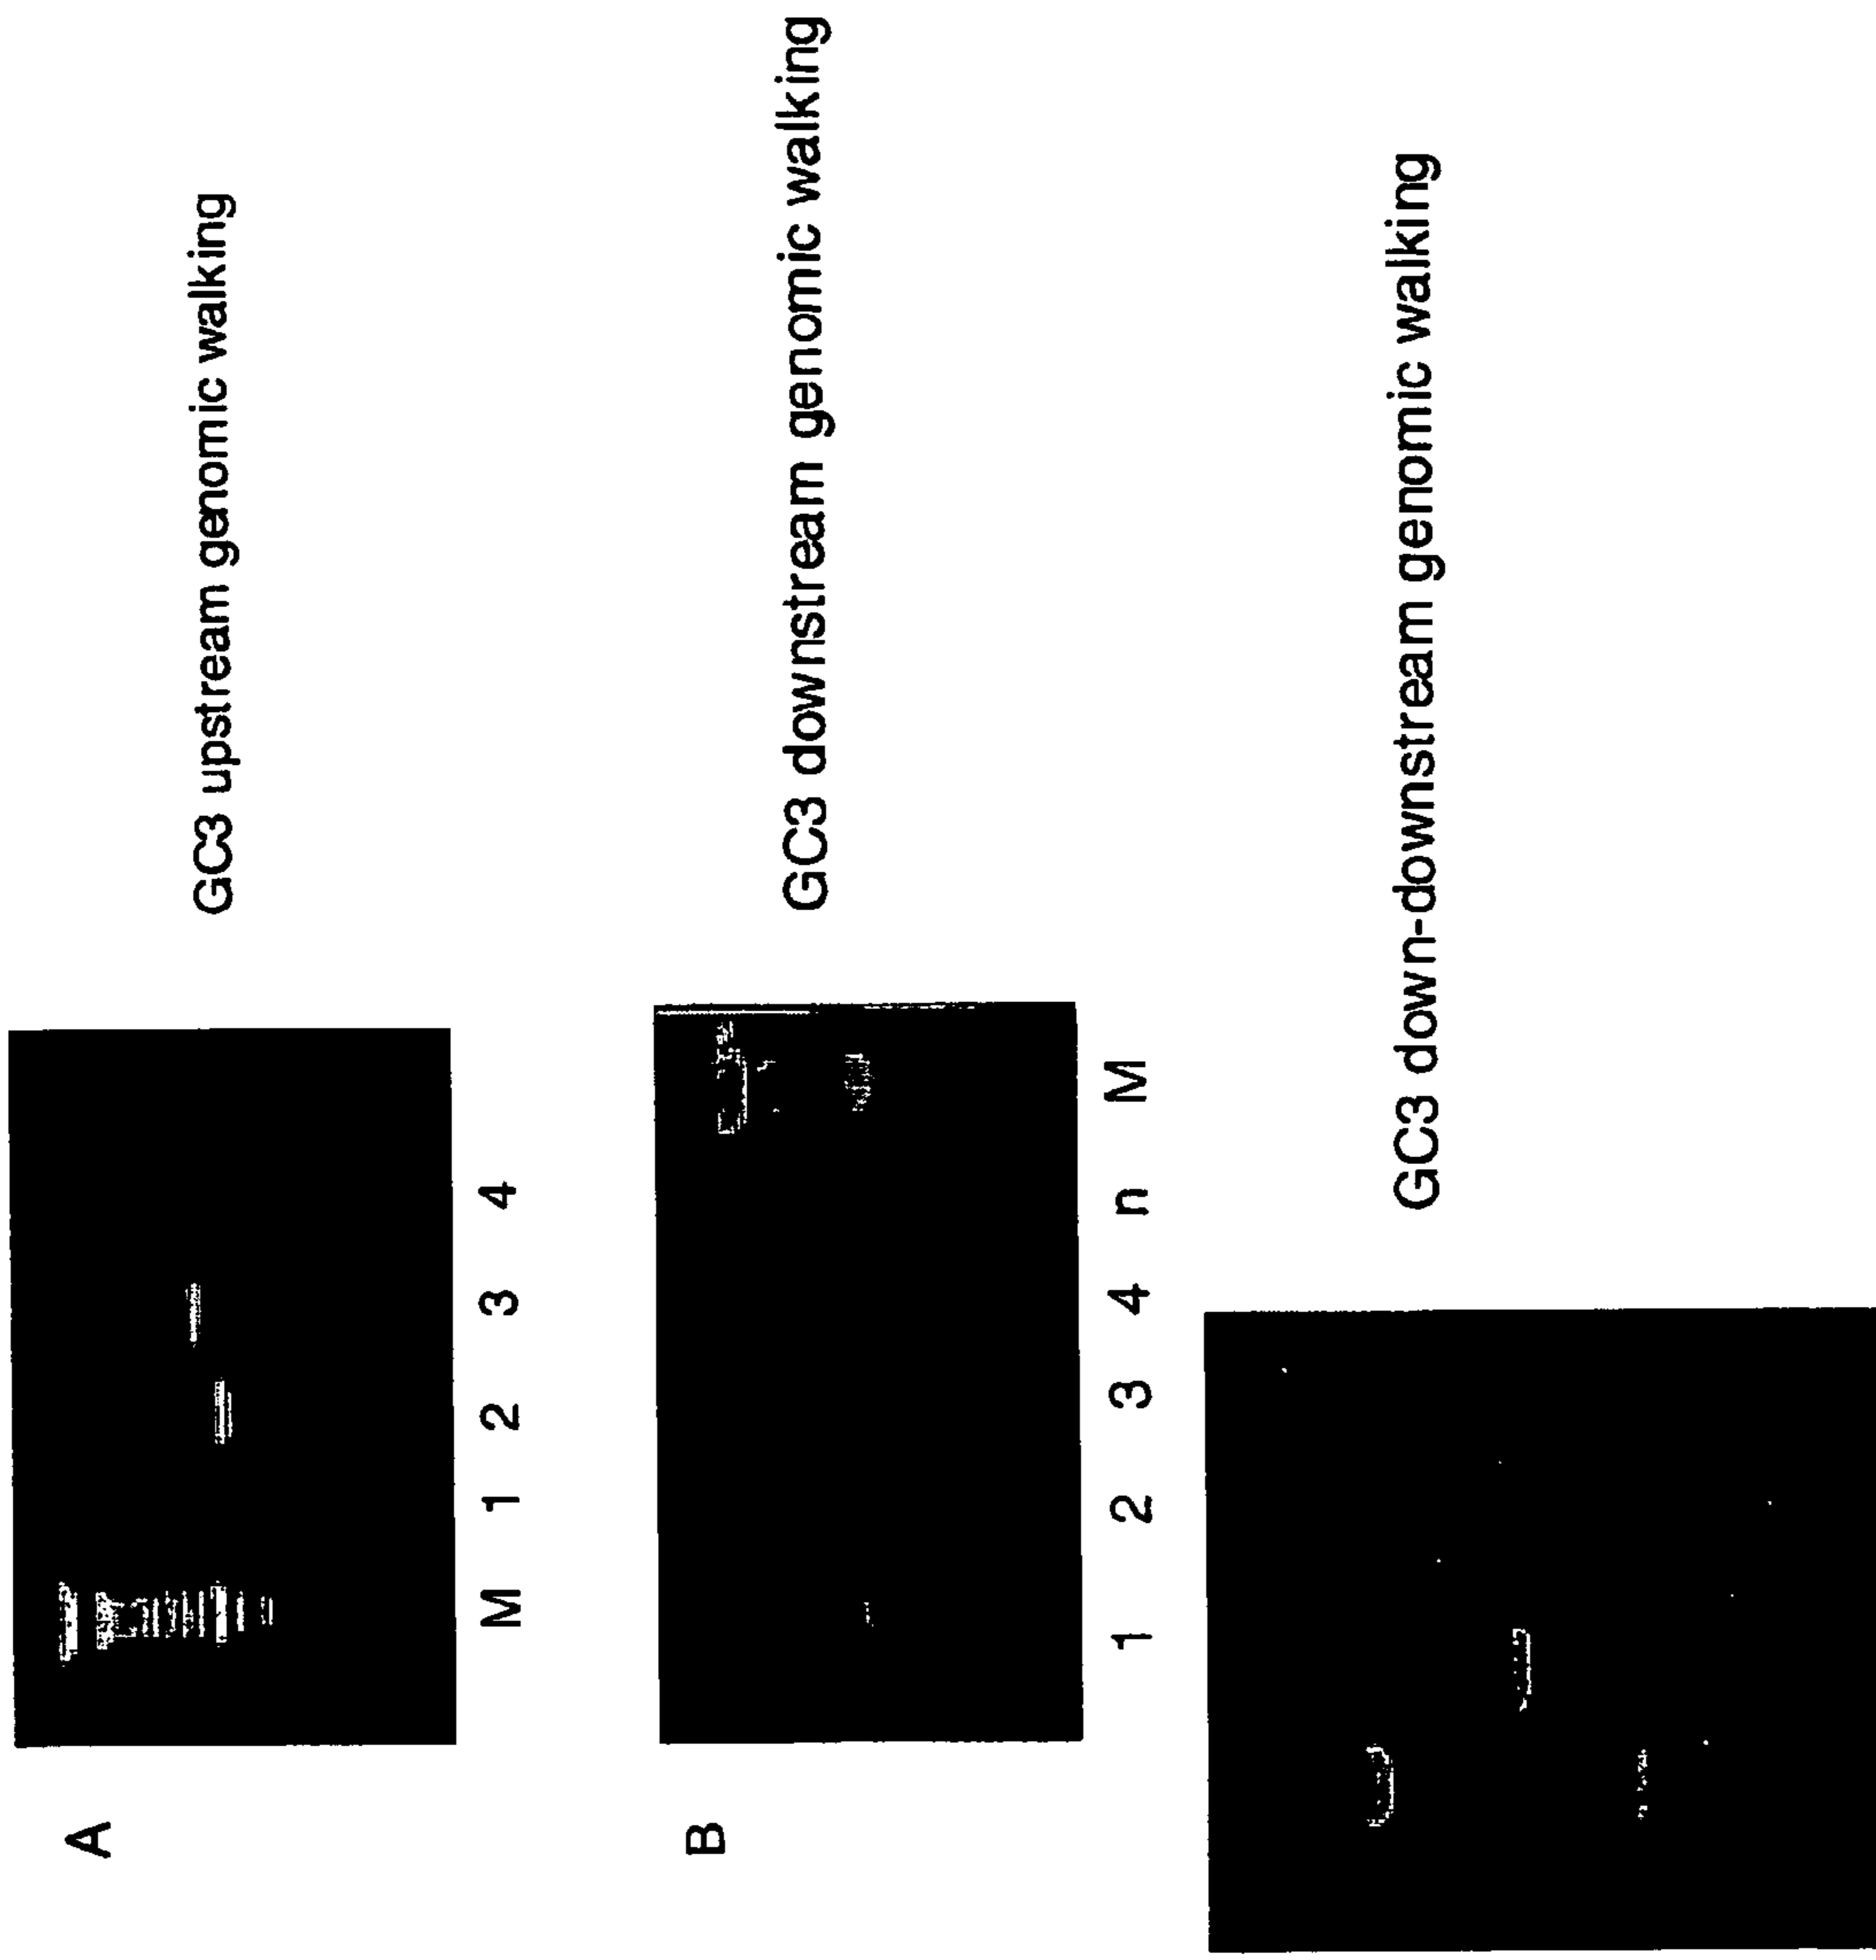 A
GC3 upstream genomic walking
M 1 2 3 4
B
GC3 downstream genomic walking
1 2 3 4 n M
GC3 down-downstream genomic walking